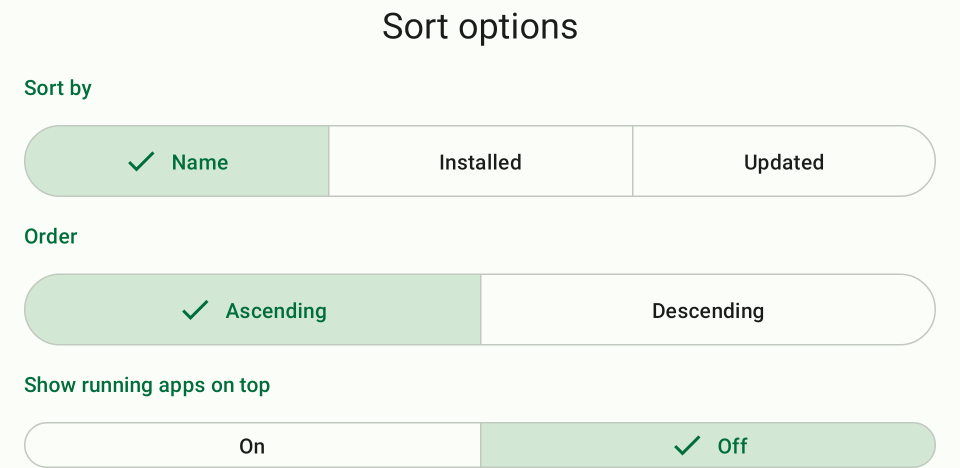 Sort options
Sort by
Name Installed Updated
Order
Ascending Descending
Show running apps on top
On Off